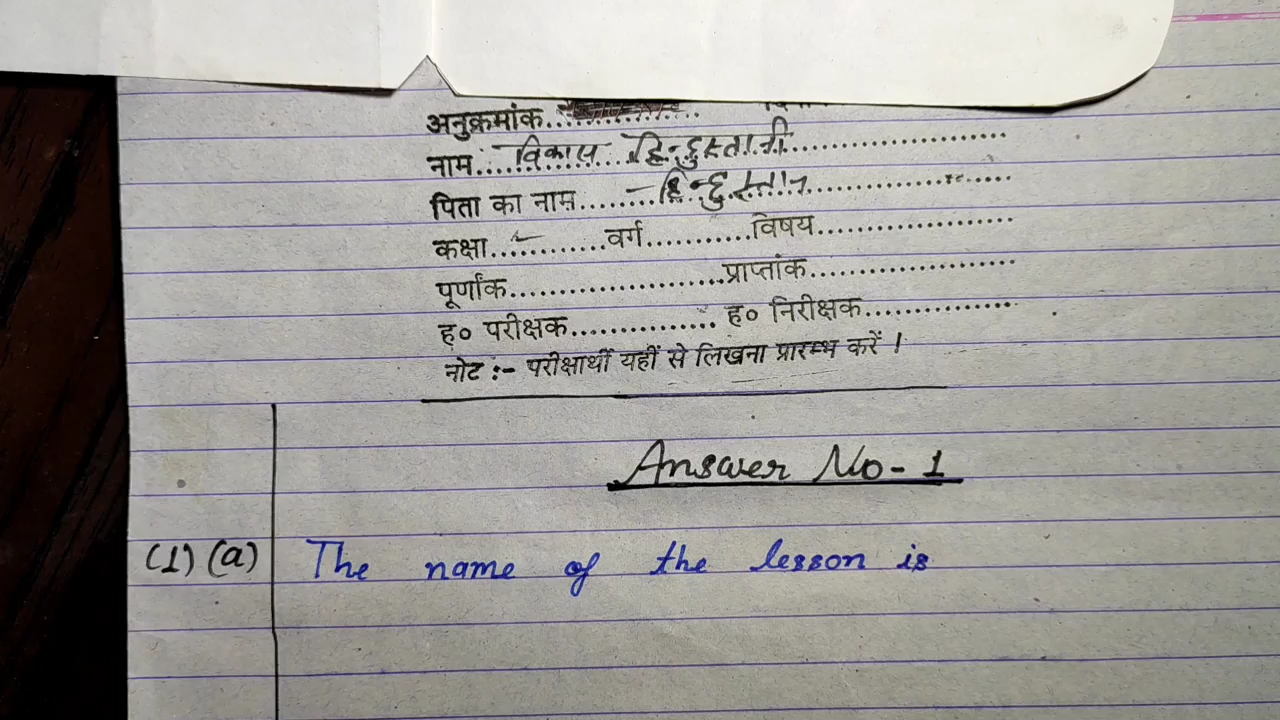 अनुक्रमांक..................
नाम.....विकास हिन्दुस्तानी.......................
पिता का नाम........हिन्दुस्तान.......................
कक्षा............वर्ग...........विषय.....................
पूर्णांक......................प्राप्तांक......................
ह० परीक्षक............... ह० निरीक्षक................
नोट :- परीक्षार्थी यहीं से लिखना प्रारम्भ करें ।
Answer No - 1
(1) (a) The name of the lesson is